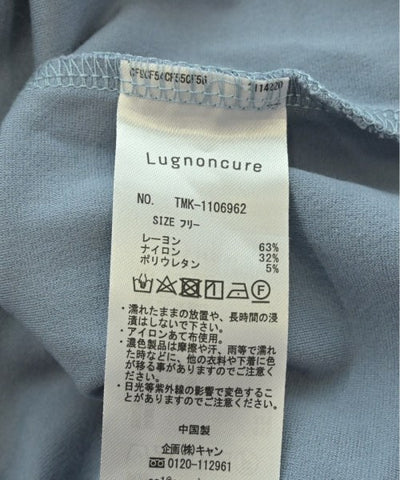 Lugnoncure
NO. TMK-1106962
SIZE フリー
レーヨン 63%
ナイロン 32%
ポリウレタン 5%
・濡れたままの放置や、長時間の浸
漬はしないで下さい。
・アイロンあて布使用。
・濃色製品は摩擦や汗、雨等で濡れ
た時などに、他の衣料や下着に色
が移る事がありますのでご注意く
ださい。
・日光等紫外線の影響で変色するこ
とがありますのでご注意ください。
中国製
企画(株)キャン
0120-112961